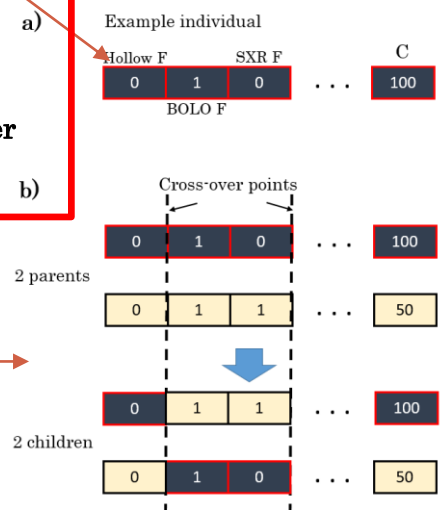 a) Example individual
Hollow F SXR F C
0 1 0 . . . 100
BOLO F
er
b) Cross-over points
0 1 0 . . . 100
2 parents
0 1 1 . . . 50
0 1 1 . . . 100
2 children
0 1 0 . . . 50